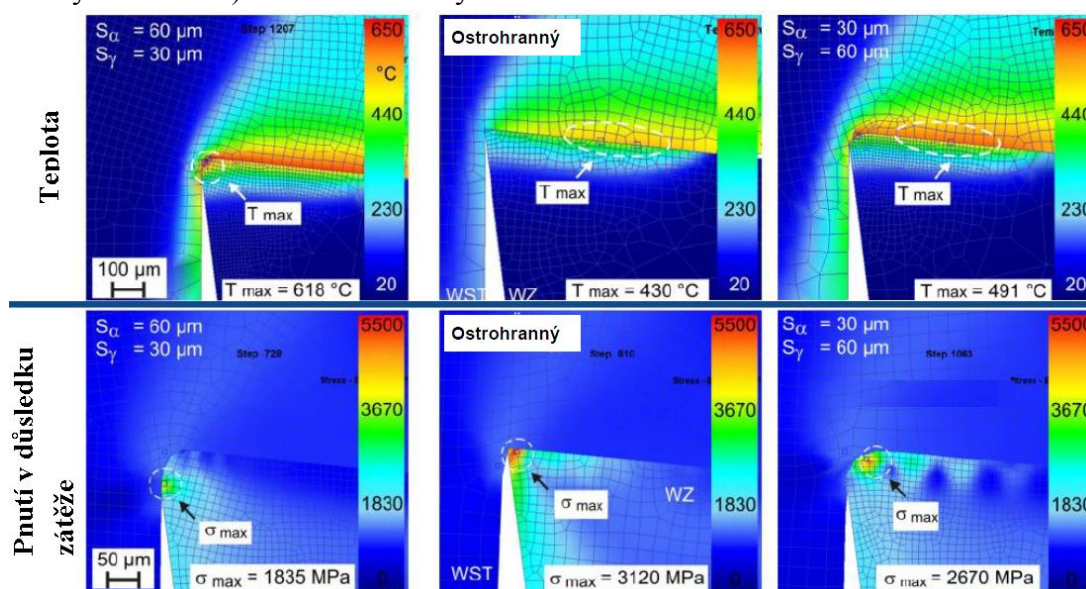 Teplota
Sα = 60 µm
Sγ = 30 µm
Step 1207
650
°C
440
230
20
T max
100 µm
T max = 618 °C
Ostrohranný
650
440
230
20
T max
WST
WZ
T max = 430 °C
Sα = 30 µm
Sγ = 60 µm
650
°C
440
230
20
T max
T max = 491 °C
Pnutí v důsledku
zátěže
Sα = 60 µm
Sγ = 30 µm
Step 729
5500
3670
1830
0
σ max
50 µm
σ max = 1835 MPa
Ostrohranný
5500
3670
1830
0
σ max
WZ
WST
σ max = 3120 MPa
Sα = 30 µm
Sγ = 60 µm
Step 1063
5500
3670
1830
0
σ max
σ max = 2670 MPa